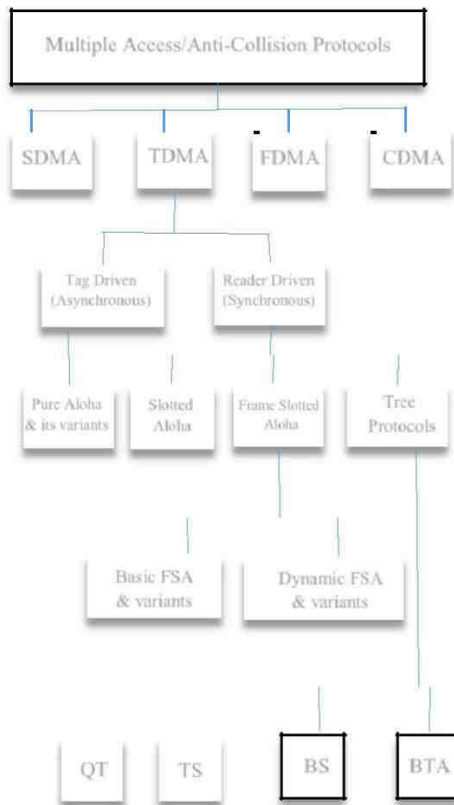 Multiple Access/Anti-Collision Protocols
SDMA
TDMA
FDMA
CDMA
Tag Driven
(Asynchronous)
Reader Driven
(Synchronous)
Pure Aloha
& its variants
Slotted
Aloha
Frame Slotted
Aloha
Tree
Protocols
Basic FSA
& variants
Dynamic FSA
& variants
QT
TS
BS
BTA